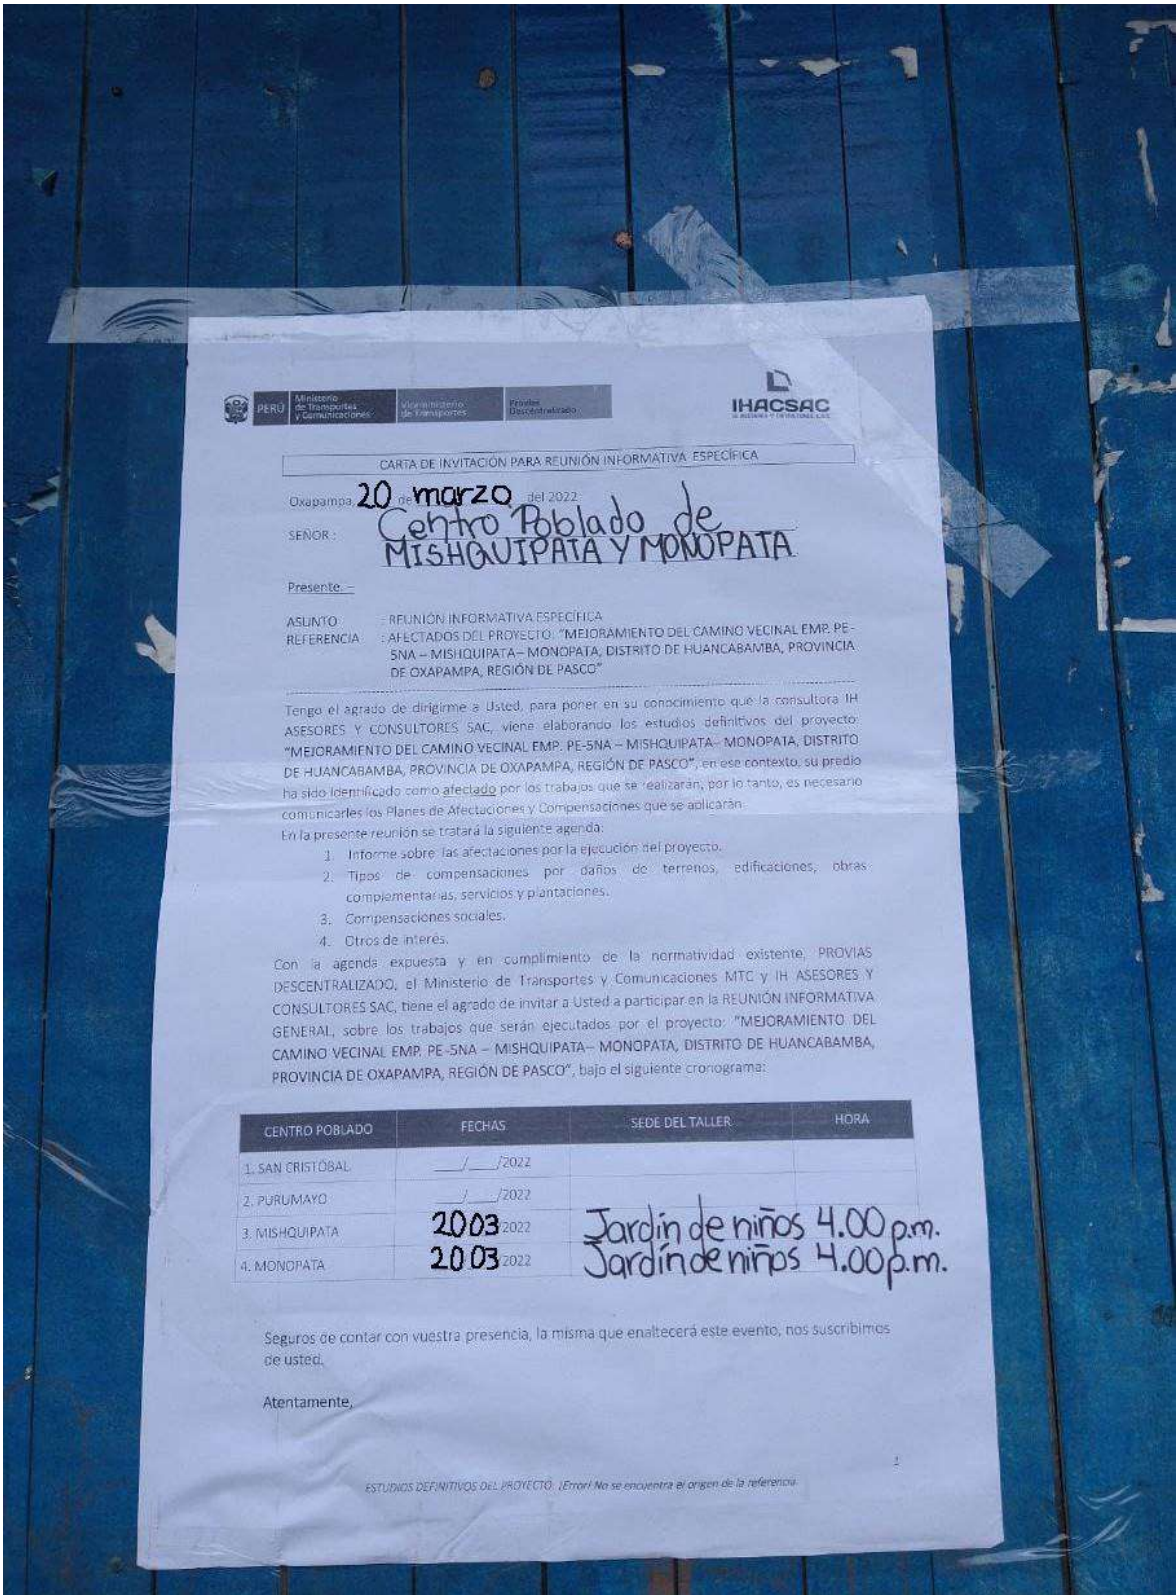 PERÚ Ministerio de Transportes y Comunicaciones Viceministerio de Transportes Provias Descentralizado
IHACSAC
CARTA DE INVITACIÓN PARA REUNIÓN INFORMATIVA ESPECÍFICA
Oxapampa, 20 de marzo del 2022
SEÑOR : Centro Poblado de
MISHQUIPATA Y MONOPATA
Presente. –
ASUNTO : REUNIÓN INFORMATIVA ESPECÍFICA
REFERENCIA : AFECTADOS DEL PROYECTO: "MEJORAMIENTO DEL CAMINO VECINAL EMP. PE-
5NA – MISHQUIPATA– MONOPATA, DISTRITO DE HUANCABAMBA, PROVINCIA
DE OXAPAMPA, REGIÓN DE PASCO"
Tengo el agrado de dirigirme a Usted, para poner en su conocimiento que la consultora IH
ASESORES Y CONSULTORES SAC, viene elaborando los estudios definitivos del proyecto:
"MEJORAMIENTO DEL CAMINO VECINAL EMP. PE-5NA – MISHQUIPATA– MONOPATA, DISTRITO
DE HUANCABAMBA, PROVINCIA DE OXAPAMPA, REGIÓN DE PASCO", en ese contexto, su predio
ha sido identificado como afectado por los trabajos que se realizarán, por lo tanto, es necesario
comunicarles los Planes de Afectaciones y Compensaciones que se aplicarán.
En la presente reunión se tratará la siguiente agenda:
1. Informe sobre las afectaciones por la ejecución del proyecto.
2. Tipos de compensaciones por daños de terrenos, edificaciones, obras
complementarias, servicios y plantaciones.
3. Compensaciones sociales.
4. Otros de interés.
Con la agenda expuesta y en cumplimiento de la normatividad existente, PROVIAS
DESCENTRALIZADO, el Ministerio de Transportes y Comunicaciones MTC y IH ASESORES Y
CONSULTORES SAC, tiene el agrado de invitar a Usted a participar en la REUNIÓN INFORMATIVA
GENERAL, sobre los trabajos que serán ejecutados por el proyecto: "MEJORAMIENTO DEL
CAMINO VECINAL EMP. PE-5NA – MISHQUIPATA– MONOPATA, DISTRITO DE HUANCABAMBA,
PROVINCIA DE OXAPAMPA, REGIÓN DE PASCO", bajo el siguiente cronograma:
CENTRO POBLADO FECHAS SEDE DEL TALLER HORA
1. SAN CRISTÓBAL ___/___/2022
2. PURUMAYO ___/___/2022
3. MISHQUIPATA 20 03/2022 Jardín de niños 4.00 p.m.
4. MONOPATA 20 03/2022 Jardín de niños 4.00 p.m.
Seguros de contar con vuestra presencia, la misma que enaltecerá este evento, nos suscribimos
de usted.
Atentamente,
1
ESTUDIOS DEFINITIVOS DEL PROYECTO: ¡Error! No se encuentra el origen de la referencia.